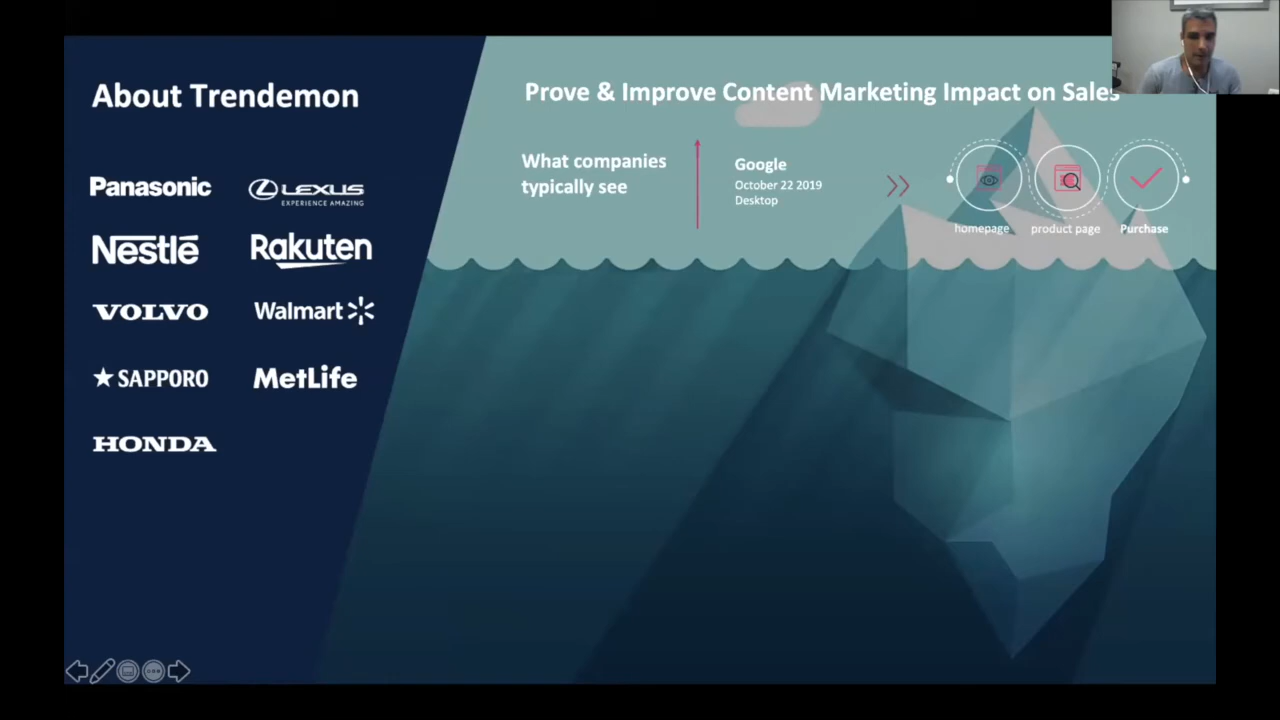 About Trendemon
Panasonic
LEXUS
EXPERIENCE AMAZING
Nestlé
Rakuten
VOLVO
Walmart
SAPPORO
MetLife
HONDA
Prove & Improve Content Marketing Impact on Sales
What companies
typically see
Google
October 22 2019
Desktop
homepage
product page
Purchase